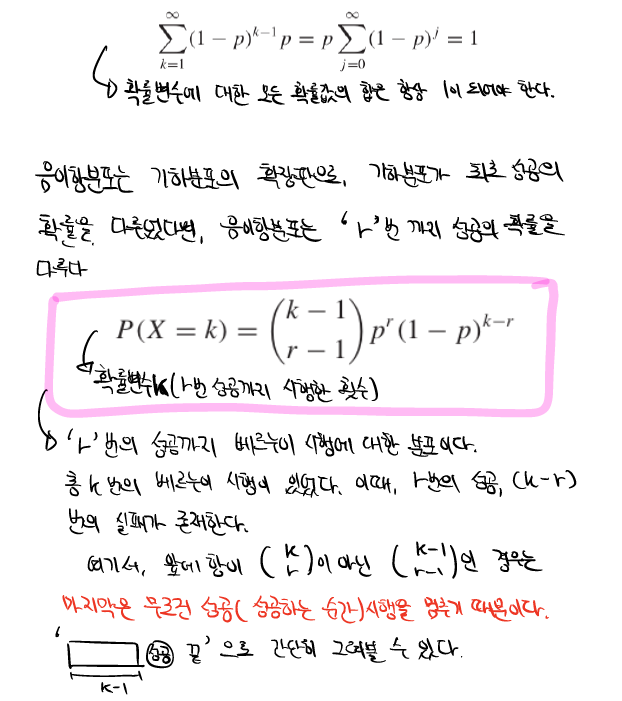 ∑_{k=1}^{∞}(1 − p)^{k−1} p = p ∑_{j=0}^{∞}(1 − p)^j = 1
확률변수에 대한 모든 확률값의 합은 항상 1이 되어야 한다.
음이항분포는 기하분포의 확장판으로, 기하분포가 최초 성공의
확률을 다루었다면, 음이항분포는 'r'번 까지 성공의 확률을
다룬다
P(X = k) = \binom{k − 1}{r − 1} p^r (1 − p)^{k−r}
확률변수 K(r번 성공까지 시행한 횟수)
'r'번의 성공까지 베르누이 시행에 대한 분포이다.
총 k번의 베르누이 시행이 있었다. 이때, r번의 성공, (k-r)
번의 실패가 존재한다.
여기서, 앞에 항이 \binom{k}{r}이 아닌 \binom{k-1}{r-1}인 경우는
마지막은 무조건 성공(성공하는 순간)시행을 멈추기 때문이다.
' 성공 끝'으로 간단히 그려볼 수 있다.
k-1